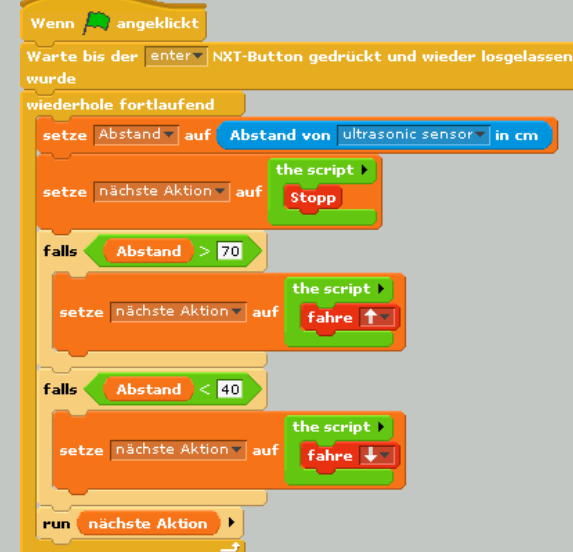 Wenn angeklickt
Warte bis der enter NXT-Button gedrückt und wieder losgelassen
wurde
wiederhole fortlaufend
setze Abstand auf Abstand von ultrasonic sensor in cm
the script
setze nächste Aktion auf Stopp
falls Abstand > 70
the script
setze nächste Aktion auf fahre ↑
falls Abstand < 40
the script
setze nächste Aktion auf fahre ↓
run nächste Aktion